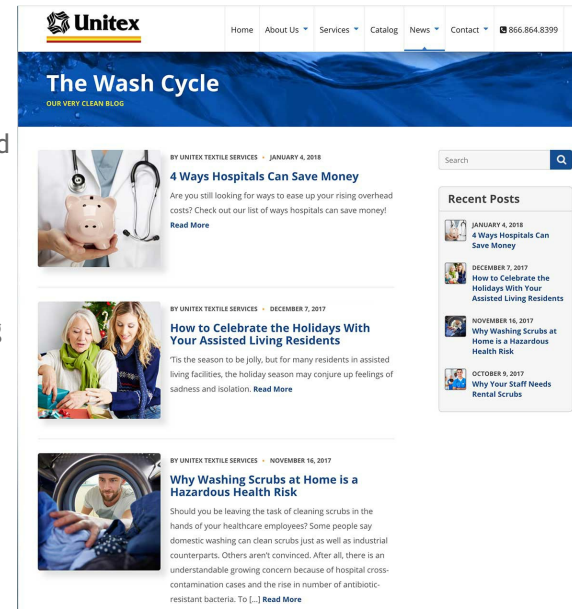 Unitex
Home About Us Services Catalog News Contact 866.864.8399
The Wash Cycle
OUR VERY CLEAN BLOG
BY UNITEX TEXTILE SERVICES • JANUARY 4, 2018
4 Ways Hospitals Can Save Money
Are you still looking for ways to ease up your rising overhead
costs? Check out our list of ways hospitals can save money!
Read More
BY UNITEX TEXTILE SERVICES • DECEMBER 7, 2017
How to Celebrate the Holidays With
Your Assisted Living Residents
'Tis the season to be jolly, but for many residents in assisted
living facilities, the holiday season may conjure up feelings of
sadness and isolation. Read More
BY UNITEX TEXTILE SERVICES • NOVEMBER 16, 2017
Why Washing Scrubs at Home is a
Hazardous Health Risk
Should you be leaving the task of cleaning scrubs in the
hands of your healthcare employees? Some people say
domestic washing can clean scrubs just as well as industrial
counterparts. Others aren't convinced. After all, there is an
understandable growing concern because of hospital cross-
contamination cases and the rise in number of antibiotic-
resistant bacteria. To [...] Read More
Search
Recent Posts
JANUARY 4, 2018
4 Ways Hospitals Can
Save Money
DECEMBER 7, 2017
How to Celebrate the
Holidays With Your
Assisted Living Residents
NOVEMBER 16, 2017
Why Washing Scrubs at
Home is a Hazardous
Health Risk
OCTOBER 9, 2017
Why Your Staff Needs
Rental Scrubs